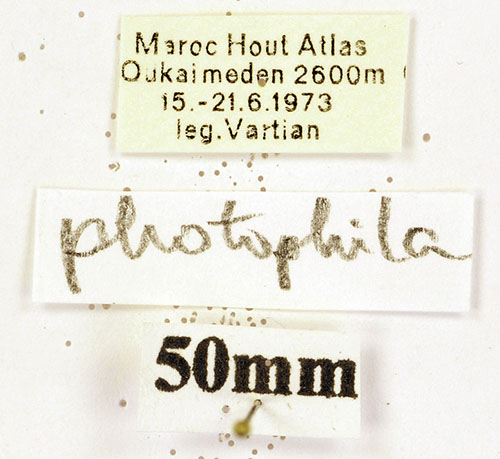 Maroc Hout Atlas
Oukaimeden 2600m
15.-21.6.1973
leg. Vartian
photophila
50mm